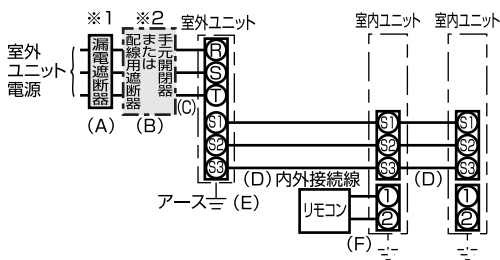 ※1
※2
室外ユニット
室内ユニット
室内ユニット
室外
ユニット
電源
漏電遮断器
手元開閉器
または
配線用遮断器
(A)
(B)
(C)
R
S
T
S1
S2
S3
S1
S2
S3
S1
S2
S3
(D)
内外接続線
(D)
アース
(E)
リモコン
(F)
1
2
1
2